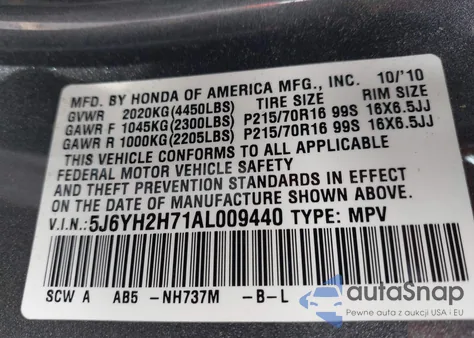 MFD. BY HONDA OF AMERICA MFG., INC. 10/'10
GVWR 2020KG(4450LBS) TIRE SIZE RIM SIZE
GAWR F 1045KG(2300LBS) P215/70R16 99S 16X6.5JJ
GAWR R 1000KG(2205LBS) P215/70R16 99S 16X6.5JJ
THIS VEHICLE CONFORMS TO ALL APPLICABLE
FEDERAL MOTOR VEHICLE SAFETY
STANDARDS IN EFFECT
ON THE DATE OF MANUFACTURE SHOWN ABOVE.
V.I.N.:5J6YH2H71AL009440 TYPE: MPV
SCW A AB5 -NH737M -B-L
autoSnap
Pewne auta z aukcji USA i EU